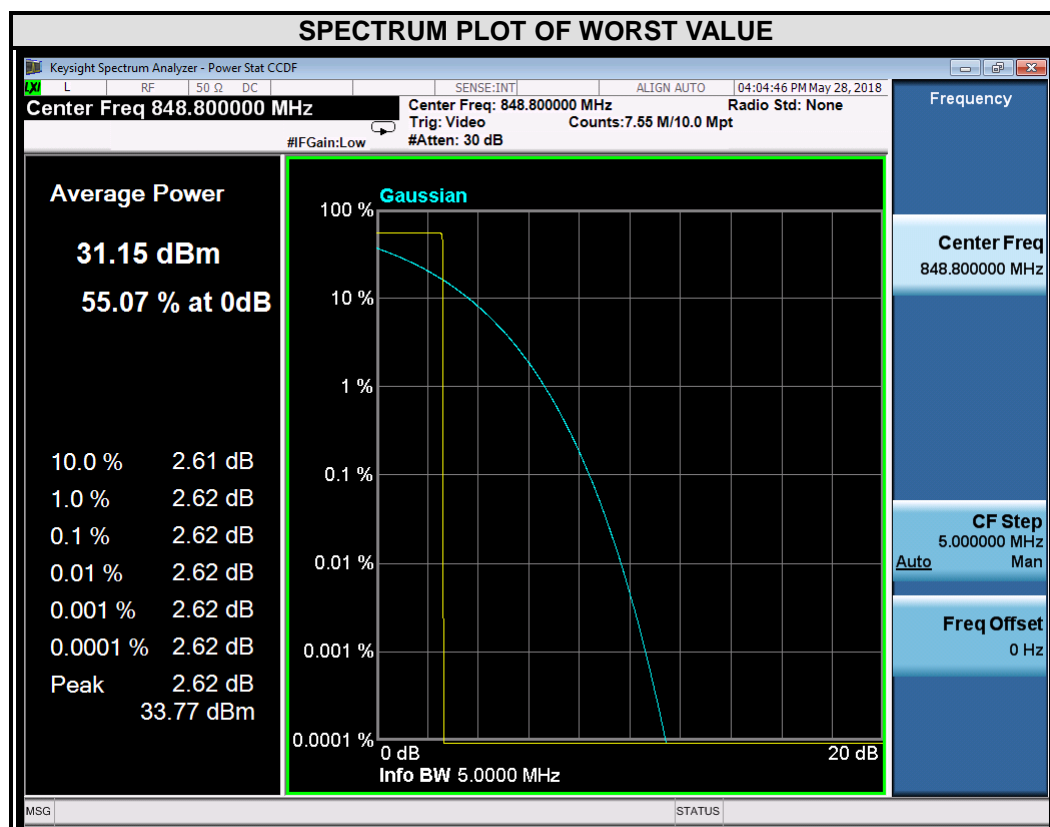 SPECTRUM PLOT OF WORST VALUE
Keysight Spectrum Analyzer - Power Stat CCDF
LXI L RF 50 Ω DC SENSE:INT ALIGN AUTO 04:04:46 PM May 28, 2018
Center Freq 848.800000 MHz
Center Freq: 848.800000 MHz Radio Std: None
Trig: Video Counts:7.55 M/10.0 Mpt
#IFGain:Low #Atten: 30 dB
Frequency
Average Power
31.15 dBm
55.07 % at 0dB
10.0 % 2.61 dB
1.0 % 2.62 dB
0.1 % 2.62 dB
0.01 % 2.62 dB
0.001 % 2.62 dB
0.0001 % 2.62 dB
Peak 2.62 dB
33.77 dBm
Gaussian
100 %
10 %
1 %
0.1 %
0.01 %
0.001 %
0.0001 %
0 dB 20 dB
Info BW 5.0000 MHz
Center Freq
848.800000 MHz
CF Step
5.000000 MHz
Auto Man
Freq Offset
0 Hz
MSG STATUS